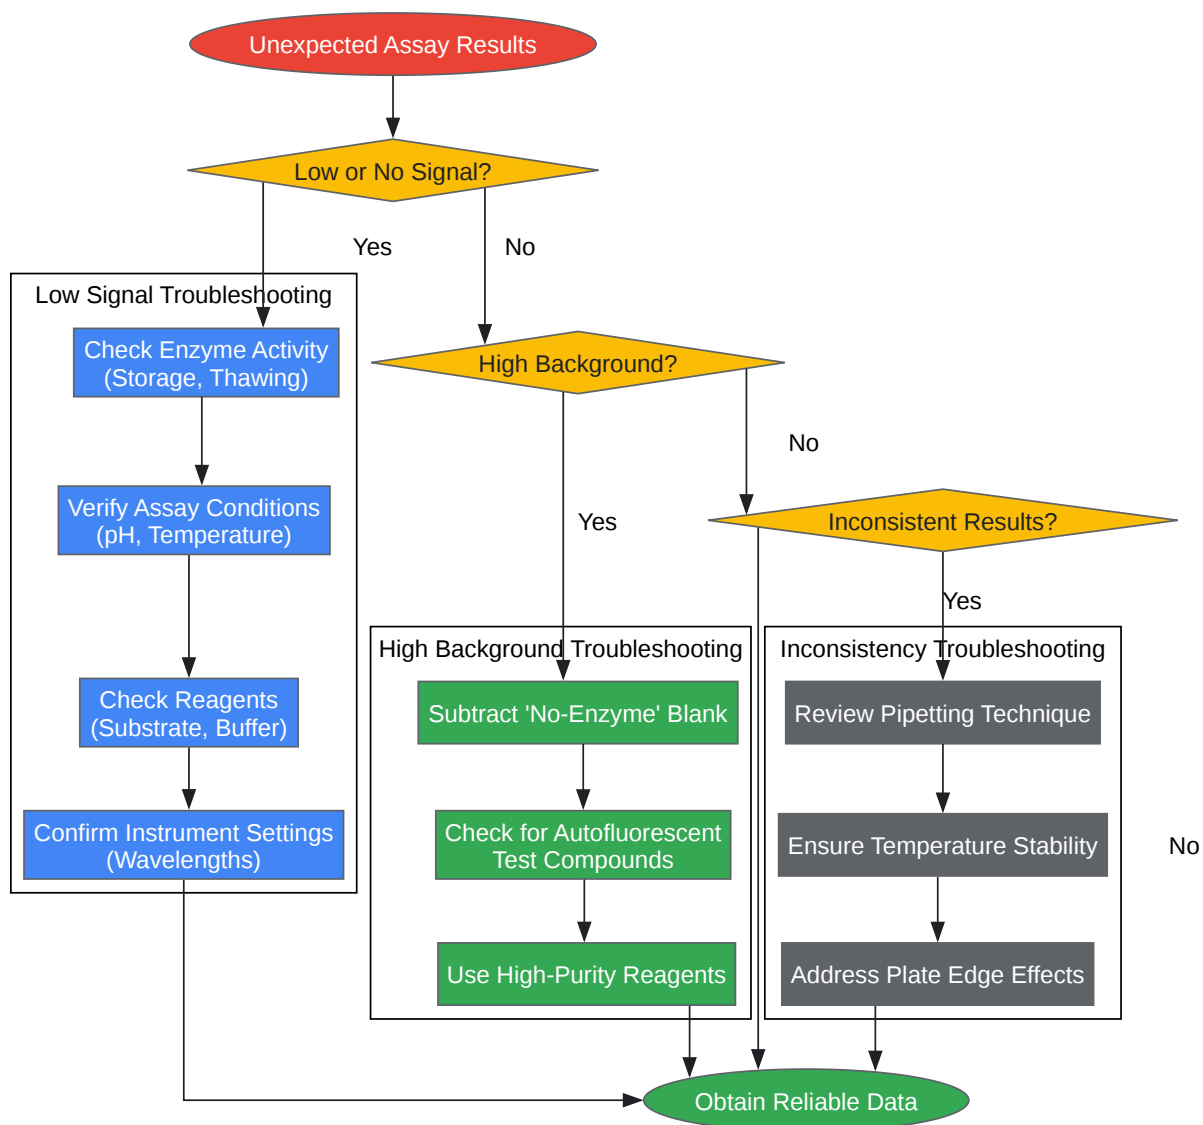 Unexpected Assay Results
Low or No Signal?
Yes
No
Low Signal Troubleshooting
Check Enzyme Activity
(Storage, Thawing)
High Background?
No
Verify Assay Conditions
(pH, Temperature)
Yes
Inconsistent Results?
Yes
High Background Troubleshooting
Inconsistency Troubleshooting
Check Reagents
(Substrate, Buffer)
Subtract 'No-Enzyme' Blank
Review Pipetting Technique
Confirm Instrument Settings
(Wavelengths)
Check for Autofluorescent
Test Compounds
Ensure Temperature Stability
No
Use High-Purity Reagents
Address Plate Edge Effects
Obtain Reliable Data